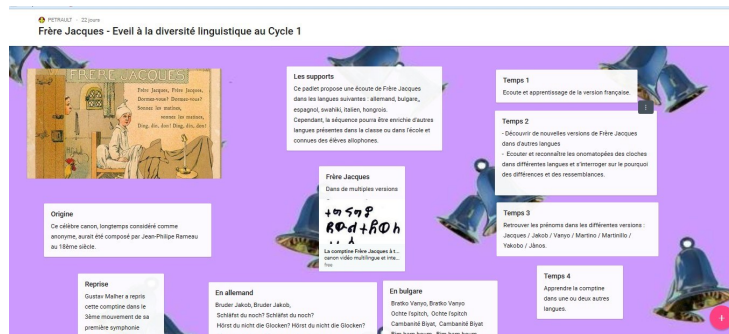 PETRAULT · 22 jours
Frère Jacques - Eveil à la diversité linguistique au Cycle 1
FRERE JACQUES
Frère Jacques, Frère Jacques,
Dormez-vous? Dormez-vous?
Sonnez les matines,
sonnez les matines,
Ding, din, don! Ding, din, don!
Les supports
Ce padlet propose une écoute de Frère Jacques
dans les langues suivantes : allemand, bulgare,
espagnol, swahili, italien, hongrois.
Cependant, la séquence pourra être enrichie d'autres
langues présentes dans la classe ou dans l'école et
connues des élèves allophones.
Temps 1
Ecoute et apprentissage de la version française.
Temps 2
- Découvrir de nouvelles versions de Frère Jacques
dans d'autres langues
- Ecouter et reconnaître les onomatopées des cloches
dans différentes langues et s'interroger sur le pourquoi
des différences et des ressemblances.
Frère Jacques
Dans de multiples versions
La comptine Frère Jacques à t...
canon vidéo multilingue et inte...
free
Origine
Ce célèbre canon, longtemps considéré comme
anonyme, aurait été composé par Jean-Philipe Rameau
au 18ème siècle.
Temps 3
Retrouver les prénoms dans les différentes versions :
Jacques / Jakob / Vanyo / Martino / Martinillo /
Yakobo / János.
Temps 4
Apprendre la comptine
dans une ou deux autres
langues.
Reprise
Gustav Malher a repris
cette comptine dans le
3ème mouvement de sa
première symphonie
En allemand
Bruder Jakob, Bruder Jakob,
Schläfst du noch? Schläfst du noch?
Hörst du nicht die Glocken? Hörst du nicht die Glocken?
En bulgare
Bratko Vanyo, Bratko Vanyo
Ochte l'spitch, Ochte l'spitch
Cambanité Biyat, Cambanité Biyat